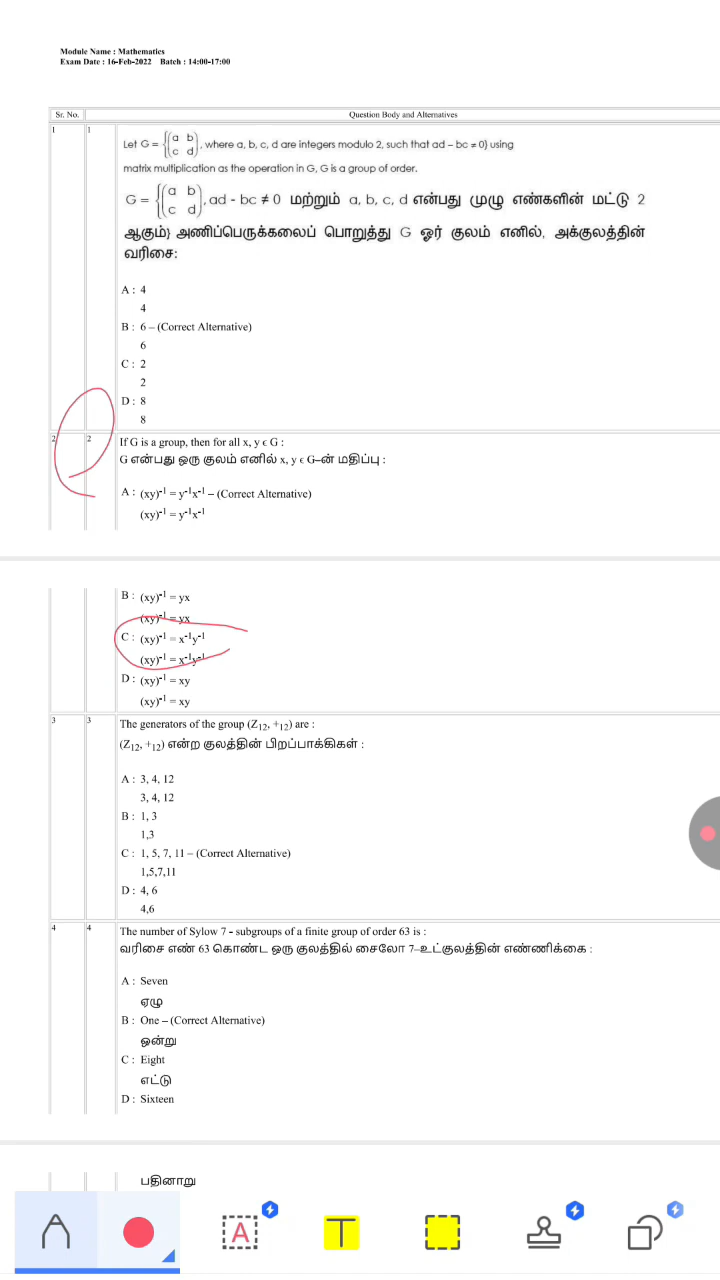 Module Name : Mathematics
Exam Date : 16-Feb-2022 Batch : 14:00-17:00
Sr. No. Question Body and Alternatives
1 1
Let G = {(a b c d), where a, b, c, d are integers modulo 2, such that ad – bc ≠ 0} using
matrix multiplication as the operation in G, G is a group of order.
G = {(a b c d), ad - bc ≠ 0 மற்றும் a, b, c, d என்பது முழு எண்களின் மட்டு 2
ஆகும்} அணிப்பெருக்கலைப் பொறுத்து G ஓர் குலம் எனில், அக்குலத்தின்
வரிசை:
A : 4
4
B : 6 – (Correct Alternative)
6
C : 2
2
D : 8
8
2 2 If G is a group, then for all x, y ϵ G :
G என்பது ஒரு குலம் எனில் x, y ϵ G–ன் மதிப்பு :
A : (xy)⁻¹ = y⁻¹x⁻¹ – (Correct Alternative)
(xy)⁻¹ = y⁻¹x⁻¹
B : (xy)⁻¹ = yx
(xy)⁻¹ = yx
C : (xy)⁻¹ = x⁻¹y⁻¹
(xy)⁻¹ = x⁻¹y⁻¹
D : (xy)⁻¹ = xy
(xy)⁻¹ = xy
3 3 The generators of the group (Z₁₂, +₁₂) are :
(Z₁₂, +₁₂) என்ற குலத்தின் பிறப்பாக்கிகள் :
A : 3, 4, 12
3, 4, 12
B : 1, 3
1,3
C : 1, 5, 7, 11 – (Correct Alternative)
1,5,7,11
D : 4, 6
4,6
4 4 The number of Sylow 7 - subgroups of a finite group of order 63 is :
வரிசை எண் 63 கொண்ட ஒரு குலத்தில் சைலோ 7–உட்குலத்தின் எண்ணிக்கை :
A : Seven
ஏழு
B : One – (Correct Alternative)
ஒன்று
C : Eight
எட்டு
D : Sixteen
பதினாறு
A T